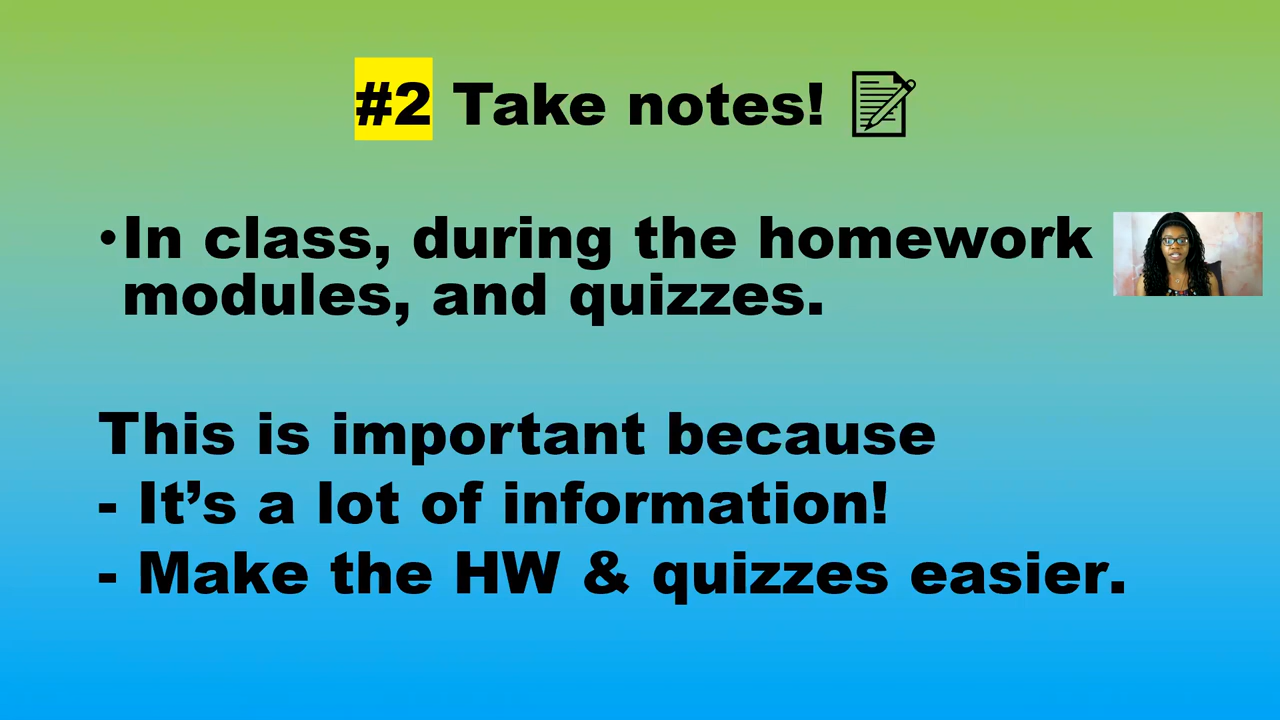 #2 Take notes!
•In class, during the homework
modules, and quizzes.
This is important because
- It’s a lot of information!
- Make the HW & quizzes easier.